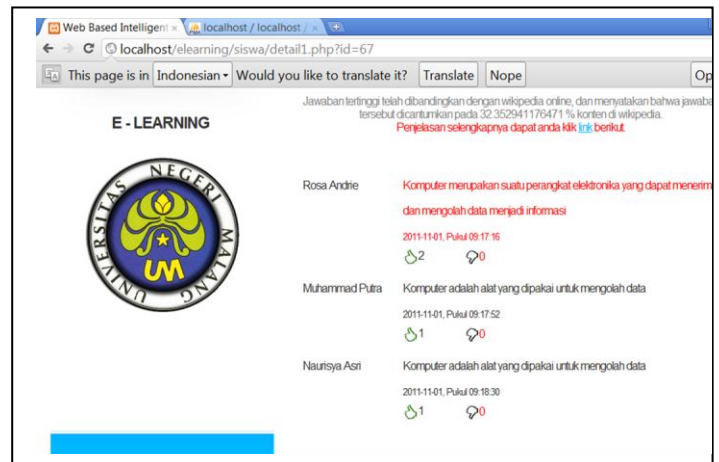 Web Based Intelligen
localhost / localhost /
localhost/elearning/siswa/detail1.php?id=67
This page is in Indonesian Would you like to translate it? Translate Nope Op
E - LEARNING
UNIVERSITAS NEGERI MALANG
UM
Jawaban tertinggi telah dibandingkan dengan wikipedia online, dan menyatakan bahwa jawaba
tersebut dicantumkan pada 32.352941176471 % konten di wikipedia.
Penjelasan selengkapnya dapat anda klik link berikut
Rosa Andrie
Komputer merupakan suatu perangkat elektronika yang dapat menerim
dan mengolah data menjadi informasi
2011-11-01, Pukul 09:17:16
2 0
Muhammad Putra
Komputer adalah alat yang dipakai untuk mengolah data
2011-11-01, Pukul 09:17:52
1 0
Naurisya Asri
Komputer adalah alat yang dipakai untuk mengolah data
2011-11-01, Pukul 09:18:30
1 0